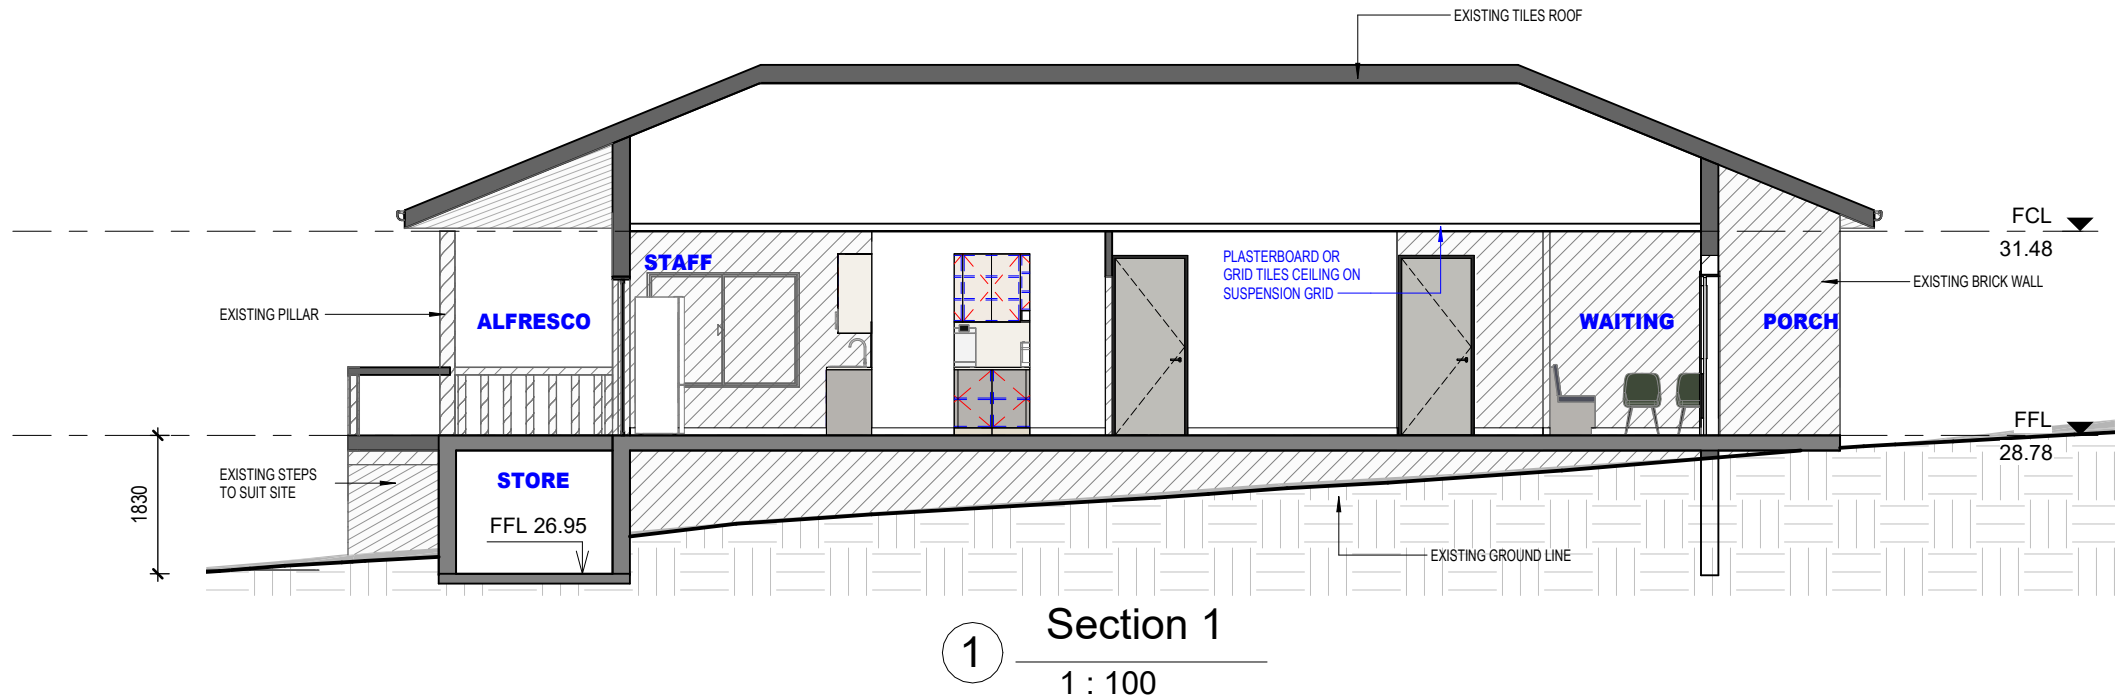 EXISTING TILES ROOF
FCL
31.48
STAFF
PLASTERBOARD OR
GRID TILES CEILING ON
SUSPENSION GRID
EXISTING BRICK WALL
EXISTING PILLAR
ALFRESCO
WAITING
PORCH
FFL
28.78
EXISTING STEPS
TO SUIT SITE
STORE
1830
FFL 26.95
EXISTING GROUND LINE
1
Section 1
1 : 100